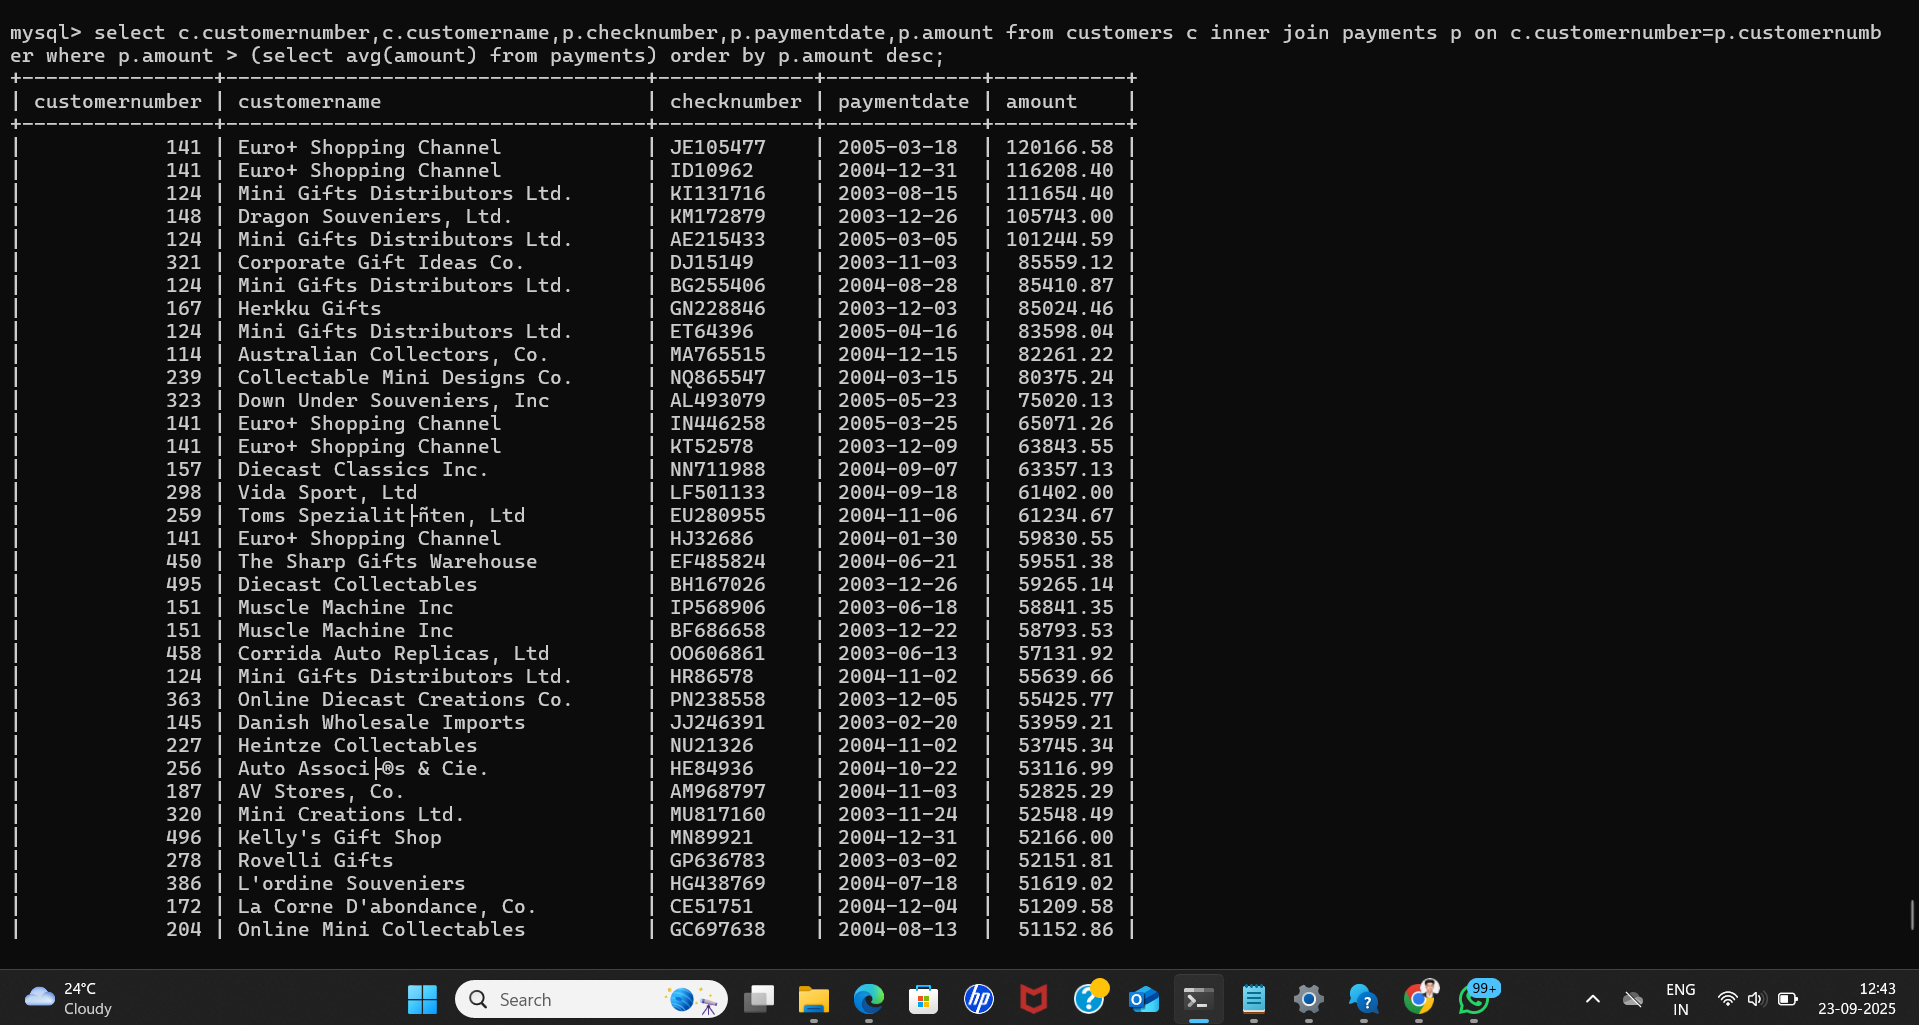 mysql> select c.customernumber,c.customername,p.checknumber,p.paymentdate,p.amount from customers c inner join payments p on c.customernumber=p.customernumb
er where p.amount > (select avg(amount) from payments) order by p.amount desc;
+----------------+------------------------------------+-------------+-------------+-----------+
| customernumber | customername                       | checknumber | paymentdate | amount    |
+----------------+------------------------------------+-------------+-------------+-----------+
|            141 | Euro+ Shopping Channel             | JE105477    | 2005-03-18  | 120166.58 |
|            141 | Euro+ Shopping Channel             | ID10962     | 2004-12-31  | 116208.40 |
|            124 | Mini Gifts Distributors Ltd.       | KI131716    | 2003-08-15  | 111654.40 |
|            148 | Dragon Souveniers, Ltd.            | KM172879    | 2003-12-26  | 105743.00 |
|            124 | Mini Gifts Distributors Ltd.       | AE215433    | 2005-03-05  | 101244.59 |
|            321 | Corporate Gift Ideas Co.           | DJ15149     | 2003-11-03  |  85559.12 |
|            124 | Mini Gifts Distributors Ltd.       | BG255406    | 2004-08-28  |  85410.87 |
|            167 | Herkku Gifts                       | GN228846    | 2003-12-03  |  85024.46 |
|            124 | Mini Gifts Distributors Ltd.       | ET64396     | 2005-04-16  |  83598.04 |
|            114 | Australian Collectors, Co.         | MA765515    | 2004-12-15  |  82261.22 |
|            239 | Collectable Mini Designs Co.       | NQ865547    | 2004-03-15  |  80375.24 |
|            323 | Down Under Souveniers, Inc         | AL493079    | 2005-05-23  |  75020.13 |
|            141 | Euro+ Shopping Channel             | IN446258    | 2005-03-25  |  65071.26 |
|            141 | Euro+ Shopping Channel             | KT52578     | 2003-12-09  |  63843.55 |
|            157 | Diecast Classics Inc.              | NN711988    | 2004-09-07  |  63357.13 |
|            298 | Vida Sport, Ltd                    | LF501133    | 2004-09-18  |  61402.00 |
|            259 | Toms Spezialit├ñten, Ltd           | EU280955    | 2004-11-06  |  61234.67 |
|            141 | Euro+ Shopping Channel             | HJ32686     | 2004-01-30  |  59830.55 |
|            450 | The Sharp Gifts Warehouse          | EF485824    | 2004-06-21  |  59551.38 |
|            495 | Diecast Collectables               | BH167026    | 2003-12-26  |  59265.14 |
|            151 | Muscle Machine Inc                 | IP568906    | 2003-06-18  |  58841.35 |
|            151 | Muscle Machine Inc                 | BF686658    | 2003-12-22  |  58793.53 |
|            458 | Corrida Auto Replicas, Ltd         | OO606861    | 2003-06-13  |  57131.92 |
|            124 | Mini Gifts Distributors Ltd.       | HR86578     | 2004-11-02  |  55639.66 |
|            363 | Online Diecast Creations Co.       | PN238558    | 2003-12-05  |  55425.77 |
|            145 | Danish Wholesale Imports           | JJ246391    | 2003-02-20  |  53959.21 |
|            227 | Heintze Collectables               | NU21326     | 2004-11-02  |  53745.34 |
|            256 | Auto Associ├®s & Cie.              | HE84936     | 2004-10-22  |  53116.99 |
|            187 | AV Stores, Co.                     | AM968797    | 2004-11-03  |  52825.29 |
|            320 | Mini Creations Ltd.                | MU817160    | 2003-11-24  |  52548.49 |
|            496 | Kelly's Gift Shop                  | MN89921     | 2004-12-31  |  52166.00 |
|            278 | Rovelli Gifts                      | GP636783    | 2003-03-02  |  52151.81 |
|            386 | L'ordine Souveniers                | HG438769    | 2004-07-18  |  51619.02 |
|            172 | La Corne D'abondance, Co.          | CE51751     | 2004-12-04  |  51209.58 |
|            204 | Online Mini Collectables           | GC697638    | 2004-08-13  |  51152.86 |
24°C
Cloudy
Search
hp
?
O
?
99+
ENG
IN
12:43
23-09-2025